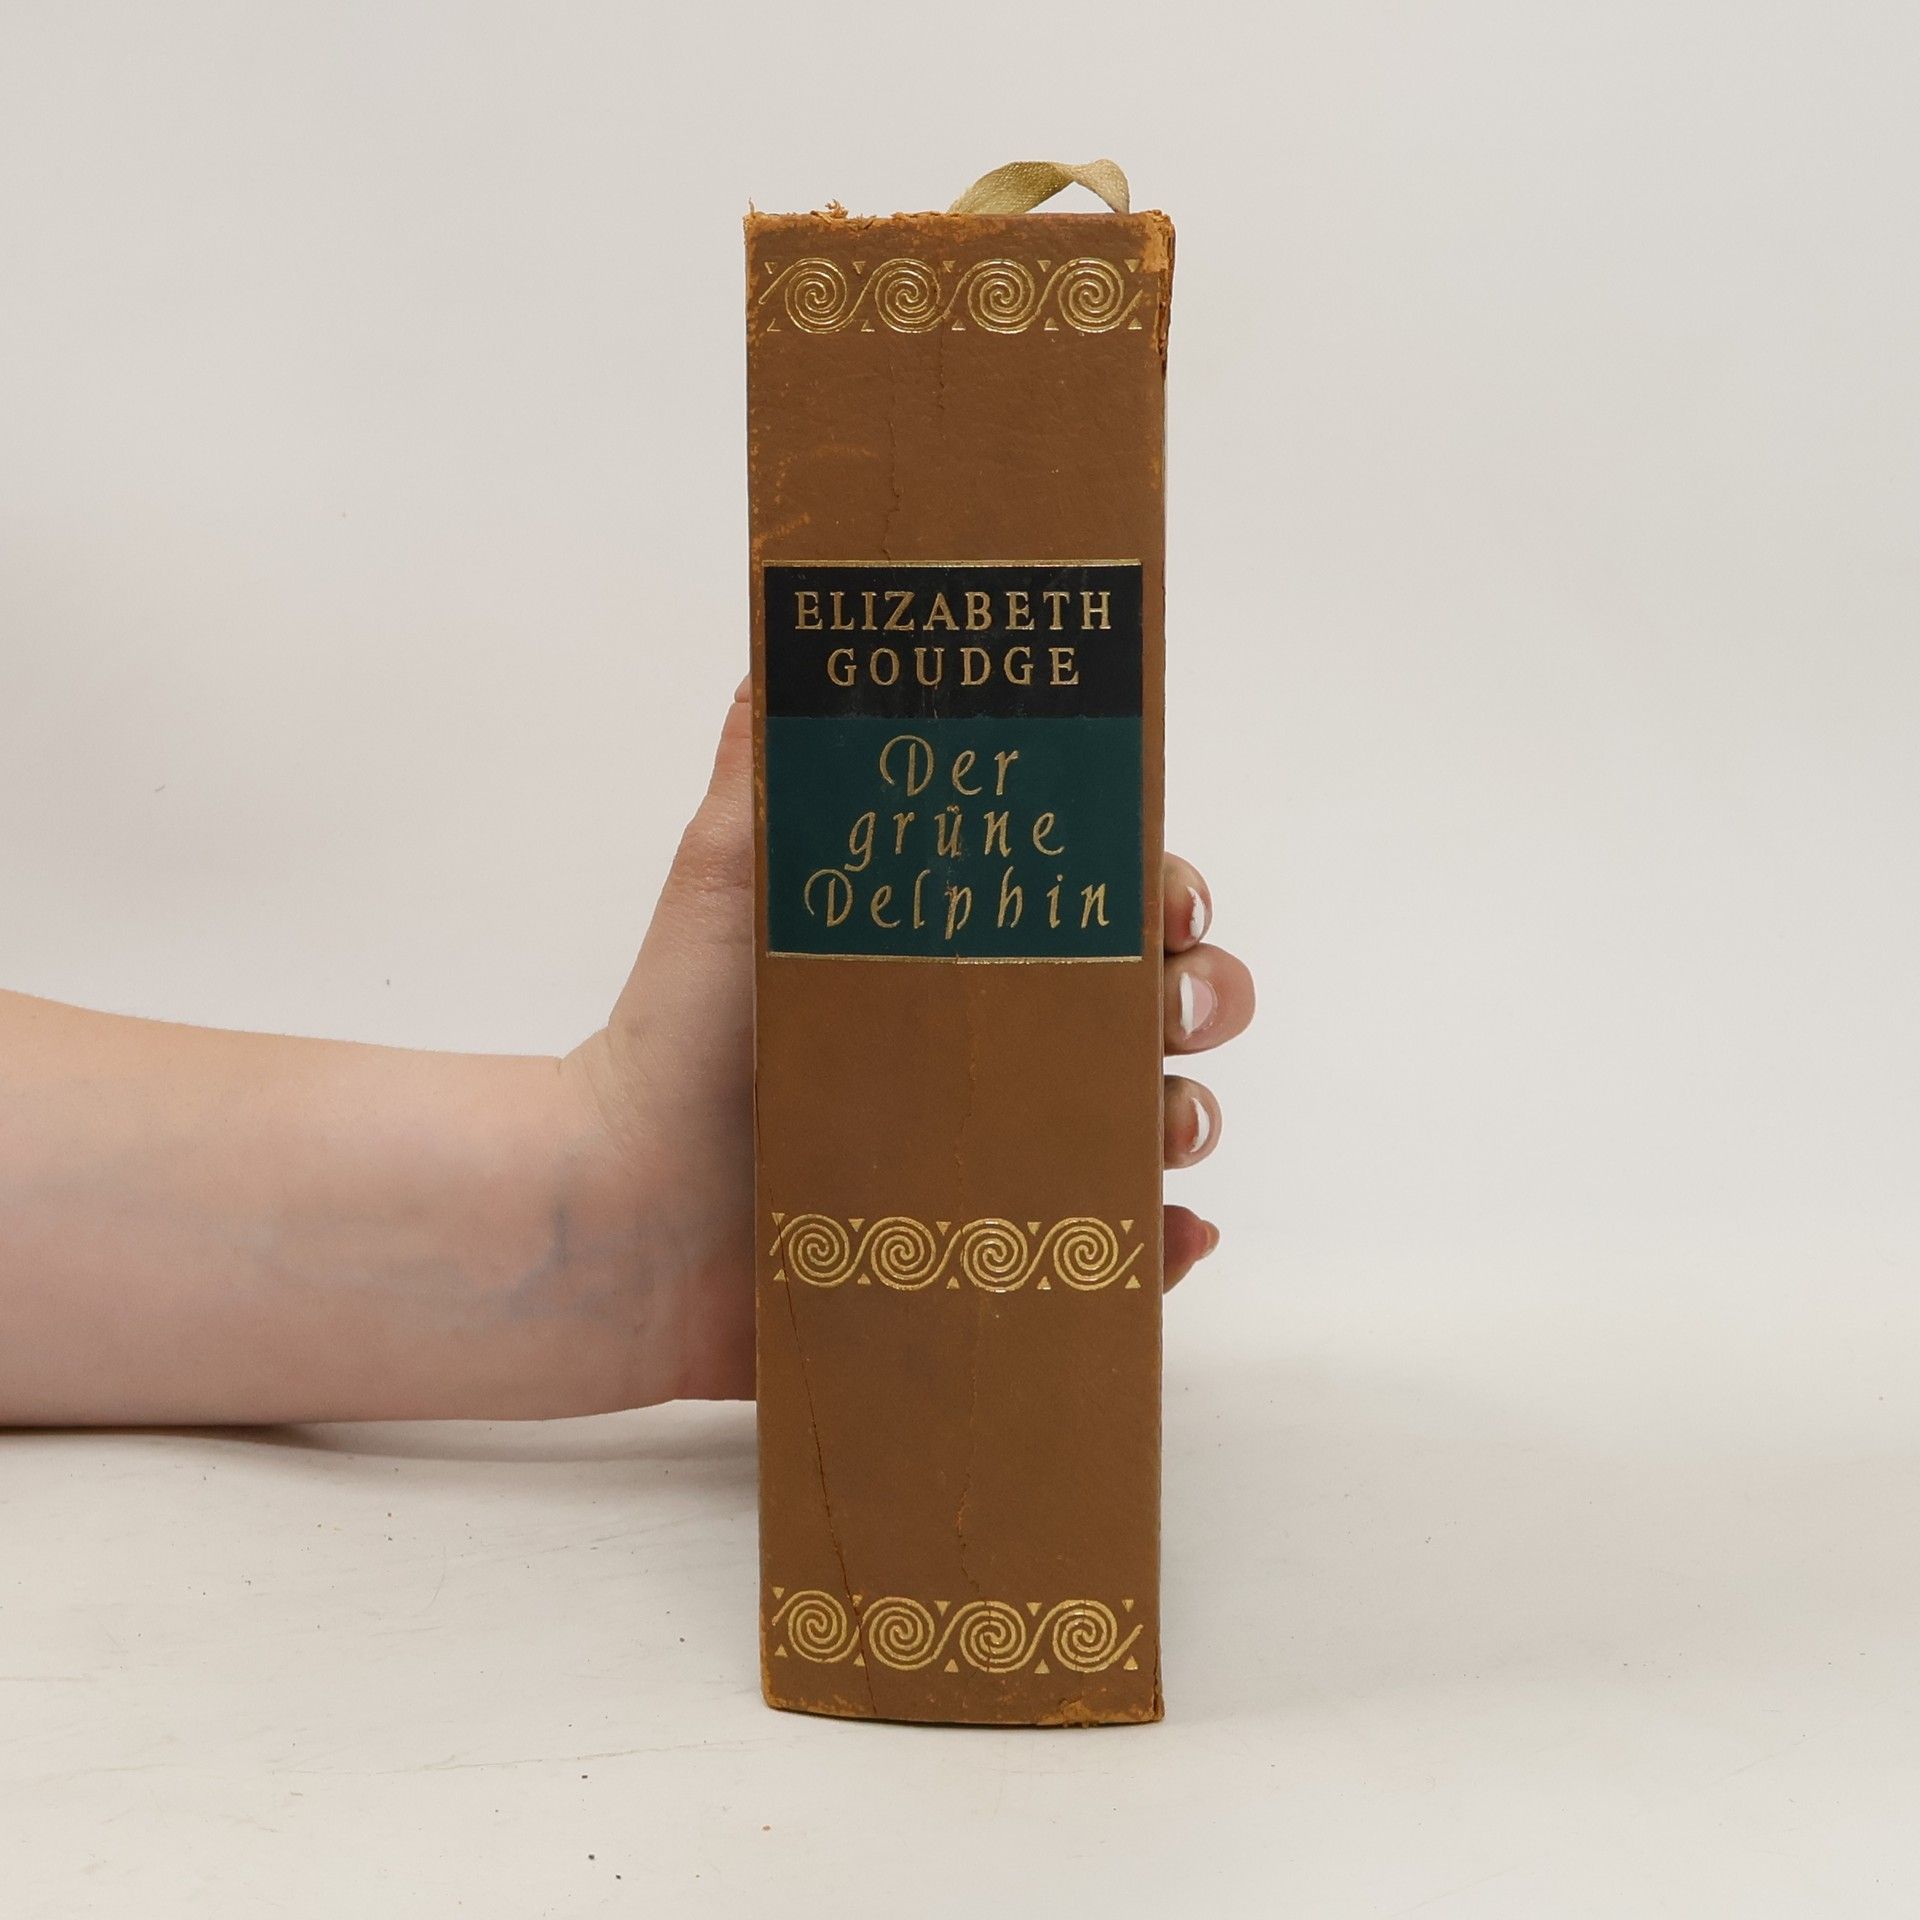 ELIZABETH
GOUDGE
Der
grüne
Delphin